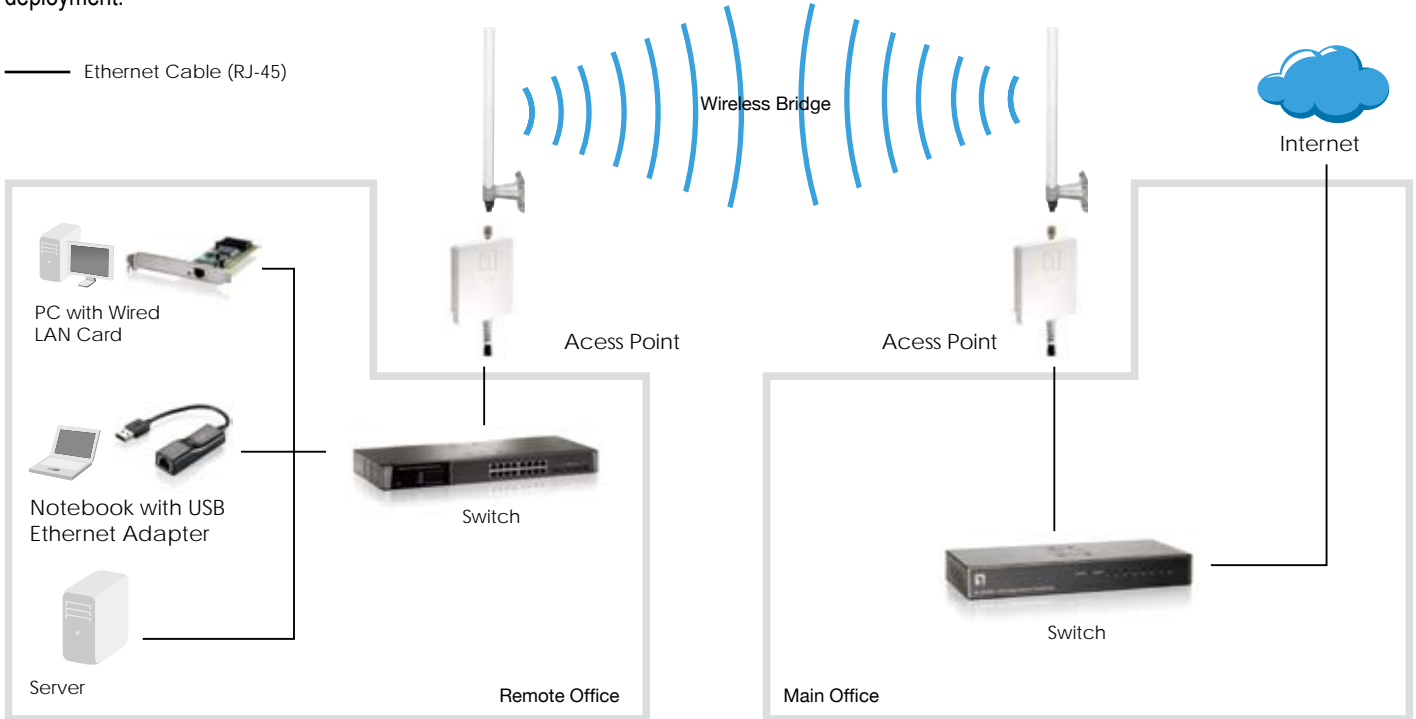 deployment.
Ethernet Cable (RJ-45)
Wireless Bridge
Internet
PC with Wired
LAN Card
Acess Point
Acess Point
Notebook with USB
Ethernet Adapter
Switch
Switch
Server
Remote Office
Main Office